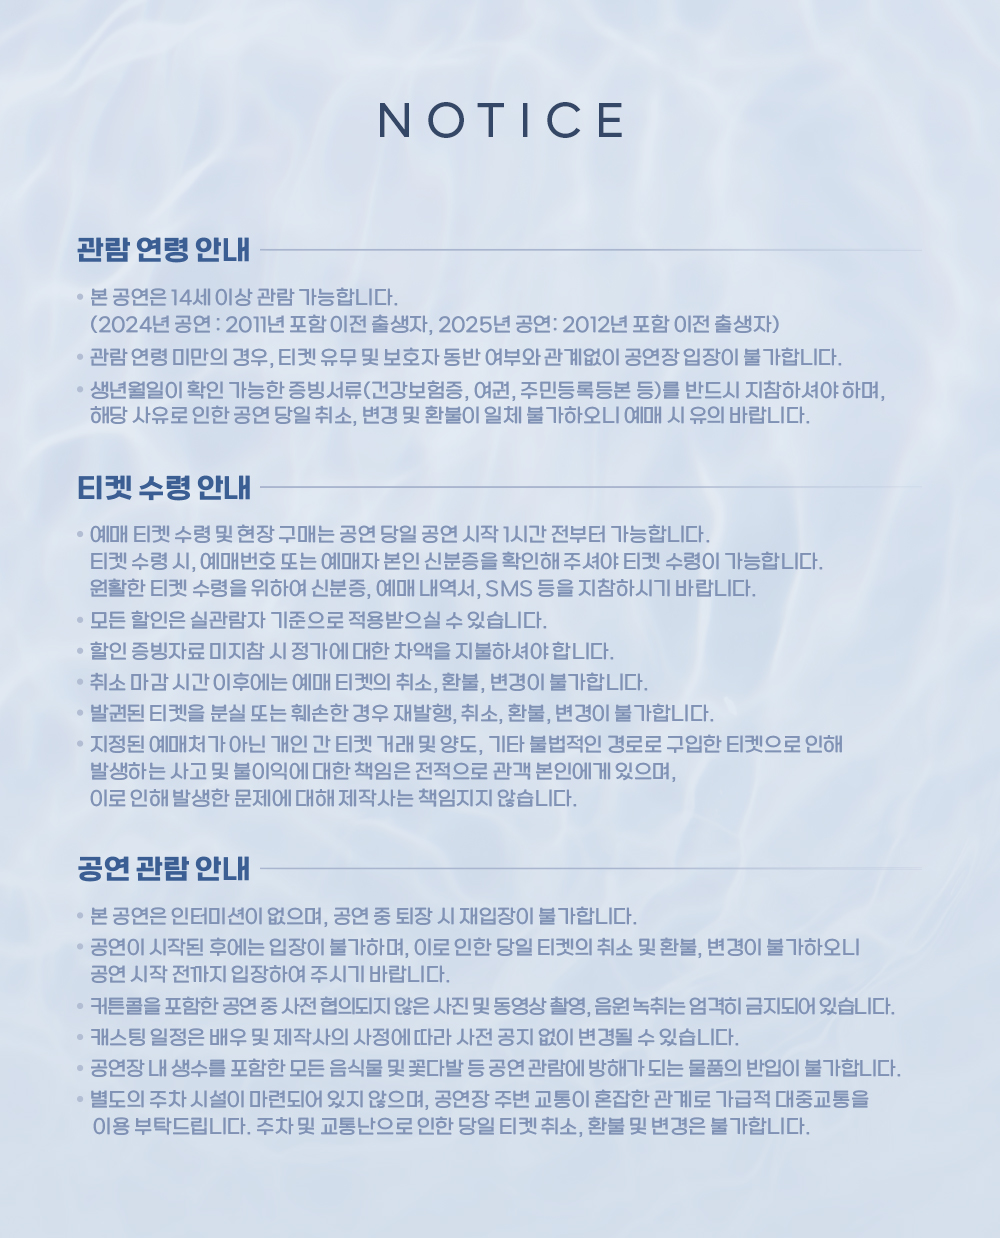 NOTICE
관람 연령 안내
• 본 공연은 14세 이상 관람 가능합니다.
(2024년 공연 : 2011년 포함 이전 출생자, 2025년 공연: 2012년 포함 이전 출생자)
• 관람 연령 미만의 경우, 티켓 유무 및 보호자 동반 여부와 관계없이 공연장 입장이 불가합니다.
• 생년월일이 확인 가능한 증빙서류(건강보험증, 여권, 주민등록등본 등)를 반드시 지참하셔야 하며,
해당 사유로 인한 공연 당일 취소, 변경 및 환불이 일체 불가하오니 예매 시 유의 바랍니다.
티켓 수령 안내
• 예매 티켓 수령 및 현장 구매는 공연 당일 공연 시작 1시간 전부터 가능합니다.
티켓 수령 시, 예매번호 또는 예매자 본인 신분증을 확인해 주셔야 티켓 수령이 가능합니다.
원활한 티켓 수령을 위하여 신분증, 예매 내역서, SMS 등을 지참하시기 바랍니다.
• 모든 할인은 실관람자 기준으로 적용받으실 수 있습니다.
• 할인 증빙자료 미지참 시 정가에 대한 차액을 지불하셔야 합니다.
• 취소 마감 시간 이후에는 예매 티켓의 취소, 환불, 변경이 불가합니다.
• 발권된 티켓을 분실 또는 훼손한 경우 재발행, 취소, 환불, 변경이 불가합니다.
• 지정된 예매처가 아닌 개인 간 티켓 거래 및 양도, 기타 불법적인 경로로 구입한 티켓으로 인해
발생하는 사고 및 불이익에 대한 책임은 전적으로 관객 본인에게 있으며,
이로 인해 발생한 문제에 대해 제작사는 책임지지 않습니다.
공연 관람 안내
• 본 공연은 인터미션이 없으며, 공연 중 퇴장 시 재입장이 불가합니다.
• 공연이 시작된 후에는 입장이 불가하며, 이로 인한 당일 티켓의 취소 및 환불, 변경이 불가하오니
공연 시작 전까지 입장하여 주시기 바랍니다.
• 커튼콜을 포함한 공연 중 사전 협의되지 않은 사진 및 동영상 촬영, 음원 녹취는 엄격히 금지되어 있습니다.
• 캐스팅 일정은 배우 및 제작사의 사정에 따라 사전 공지 없이 변경될 수 있습니다.
• 공연장 내 생수를 포함한 모든 음식물 및 꽃다발 등 공연 관람에 방해가 되는 물품의 반입이 불가합니다.
• 별도의 주차 시설이 마련되어 있지 않으며, 공연장 주변 교통이 혼잡한 관계로 가급적 대중교통을
이용 부탁드립니다. 주차 및 교통난으로 인한 당일 티켓 취소, 환불 및 변경은 불가합니다.